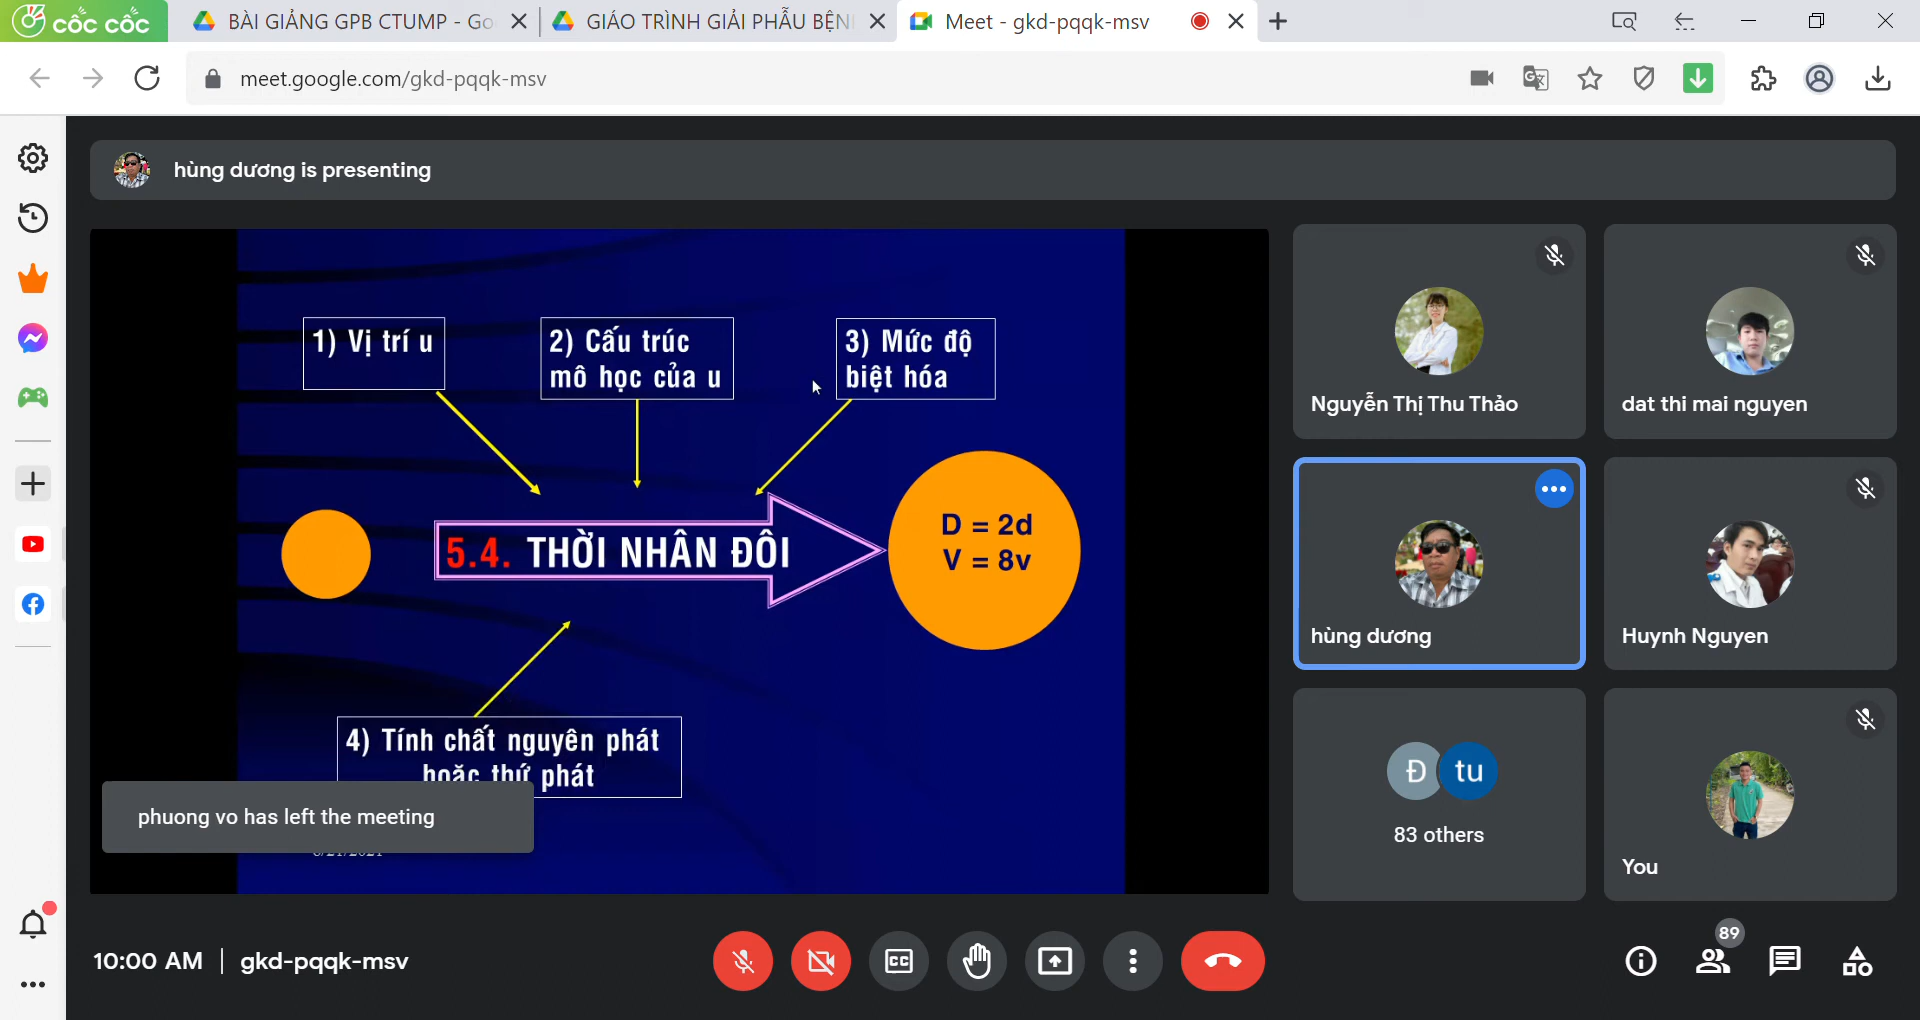 cốc cốc
BÀI GIẢNG GPB CTUMP - Go
GIÁO TRÌNH GIẢI PHẪU BỆN
Meet - gkd-pqqk-msv
meet.google.com/gkd-pqqk-msv
hùng dương is presenting
1) Vị trí u
2) Cấu trúc
mô học của u
3) Mức độ
biệt hóa
5.4. THỜI NHÂN ĐÔI
D = 2d
V = 8v
4) Tính chất nguyên phát
hoặc thứ phát
phuong vo has left the meeting
Nguyễn Thị Thu Thảo
dat thi mai nguyen
hùng dương
Huynh Nguyen
Đ
tu
83 others
You
10:00 AM
gkd-pqqk-msv
CC
89